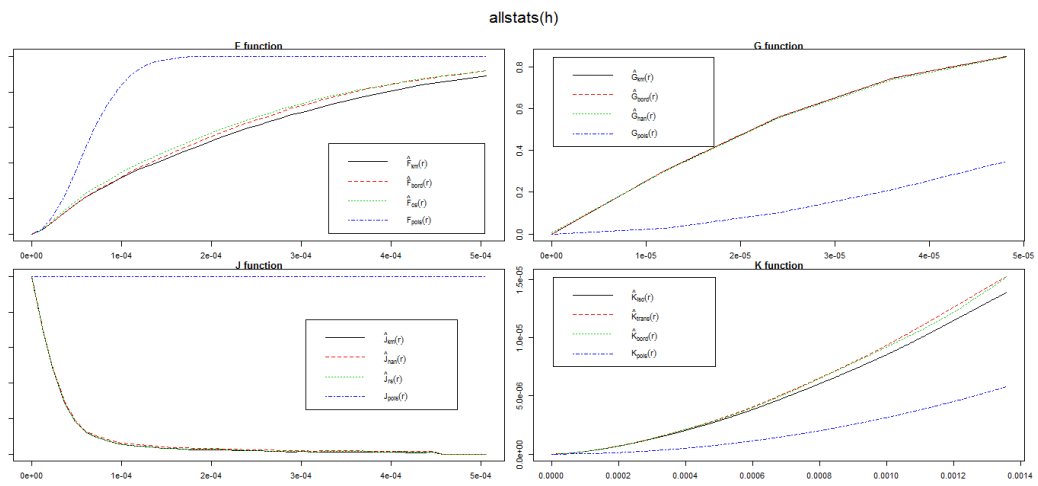 allstats(h)
F function
F̂km(r)
F̂bord(r)
F̂cs(r)
Fpois(r)
0e+00 1e-04 2e-04 3e-04 4e-04 5e-04
G function
0.8
0.6
0.4
0.2
0.0
Ĝkm(r)
Ĝbord(r)
Ĝhan(r)
Gpois(r)
0e+00 1e-05 2e-05 3e-05 4e-05 5e-05
J function
Ĵkm(r)
Ĵhan(r)
Ĵrs(r)
Jpois(r)
0e+00 1e-04 2e-04 3e-04 4e-04 5e-04
K function
1.5e-05
1.0e-05
5.0e-06
0.0e+00
K̂iso(r)
K̂trans(r)
K̂bord(r)
Kpois(r)
0.0000 0.0002 0.0004 0.0006 0.0008 0.0010 0.0012 0.0014